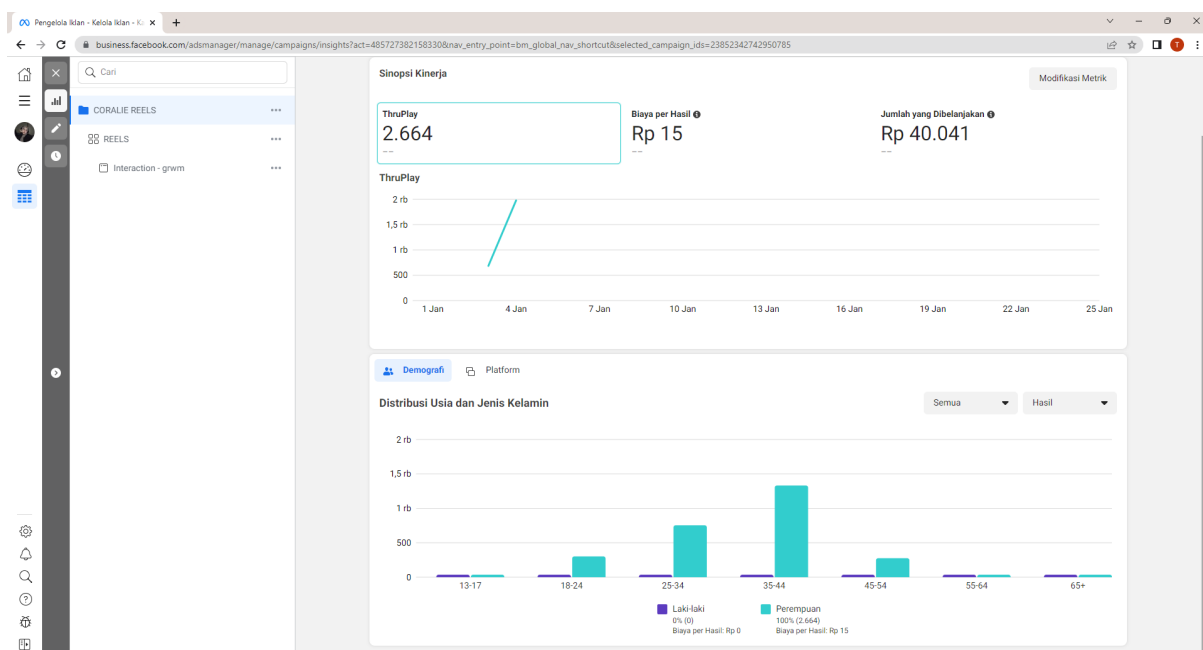 Pengelola Iklan - Kelola Iklan - Ke
business.facebook.com/adsmanager/manage/campaigns/insights?act=485727382158330&nav_entry_point=bm_global_nav_shortcut&selected_campaign_ids=23852342742950785
T
Cari
CORALIE REELS
REELS
Interaction - grwm
Sinopsi Kinerja
Modifikasi Metrik
ThruPlay
2.664
--
Biaya per Hasil
Rp 15
--
Jumlah yang Dibelanjakan
Rp 40.041
--
ThruPlay
2 rb
1,5 rb
1 rb
500
0
1 Jan 4 Jan 7 Jan 10 Jan 13 Jan 16 Jan 19 Jan 22 Jan 25 Jan
Demografi Platform
Distribusi Usia dan Jenis Kelamin
Semua
Hasil
2 rb
1,5 rb
1 rb
500
0
13-17 18-24 25-34 35-44 45-54 55-64 65+
Laki-laki
0% (0)
Biaya per Hasil: Rp 0
Perempuan
100% (2.664)
Biaya per Hasil: Rp 15